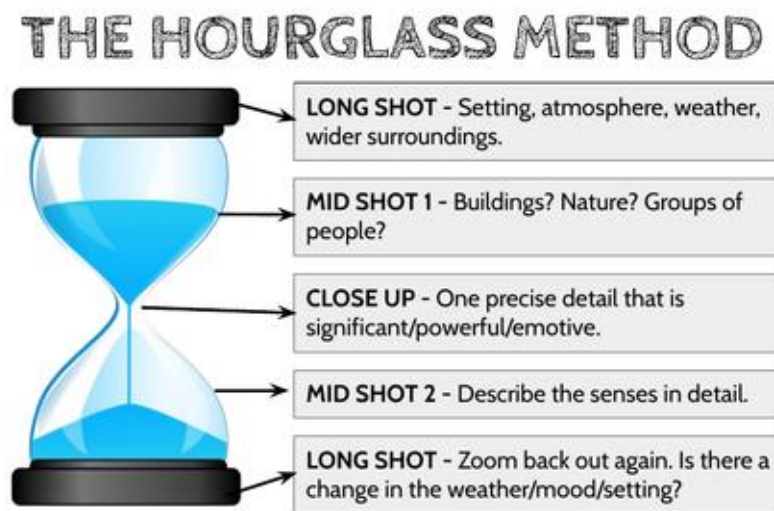 THE HOURGLASS METHOD
LONG SHOT - Setting, atmosphere, weather,
wider surroundings.
MID SHOT 1 - Buildings? Nature? Groups of
people?
CLOSE UP - One precise detail that is
significant/powerful/emotive.
MID SHOT 2 - Describe the senses in detail.
LONG SHOT - Zoom back out again. Is there a
change in the weather/mood/setting?